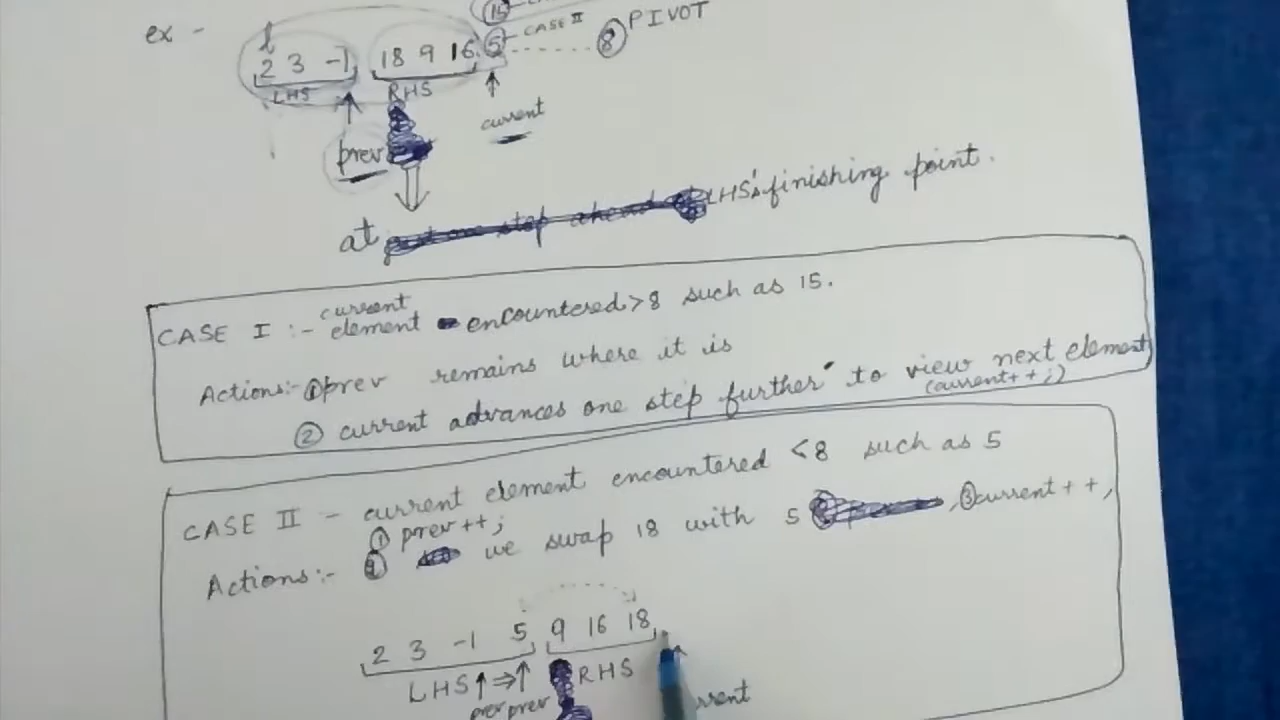 15
ex - l CASE II 8 PIVOT
2 3 -1 18 9 16 5
LHS RHS
prev current
at LHS's finishing point.
current
CASE I :- element encountered > 8 such as 15.
Actions:- ① prev remains where it is
② current advances one step further to view next element
(current++;)
CASE II - current element encountered < 8 such as 5
① prev++;
Actions:- ② we swap 18 with 5 , ③ current++,
2 3 -1 5 9 16 18
LHS ↑ ⇒ ↑ RHS
prev prev rrent